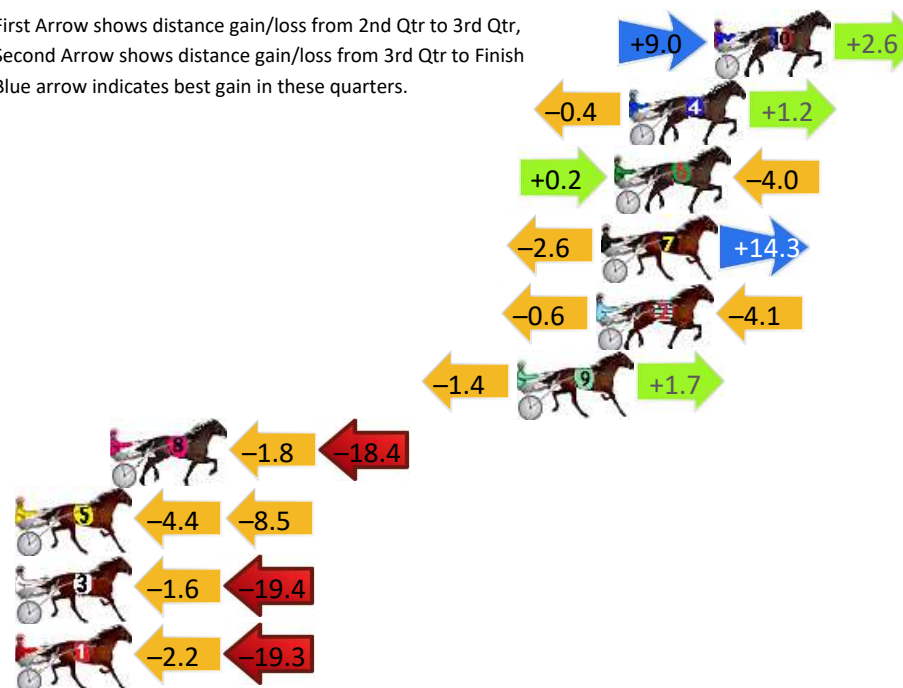 First Arrow shows distance gain/loss from 2nd Qtr to 3rd Qtr,
Second Arrow shows distance gain/loss from 3rd Qtr to Finish
Blue arrow indicates best gain in these quarters.
+9.0 10 +2.6
–0.4 4 +1.2
+0.2 6 –4.0
–2.6 7 +14.3
–0.6 2 –4.1
–1.4 9 +1.7
8 –1.8 –18.4
5 –4.4 –8.5
3 –1.6 –19.4
1 –2.2 –19.3